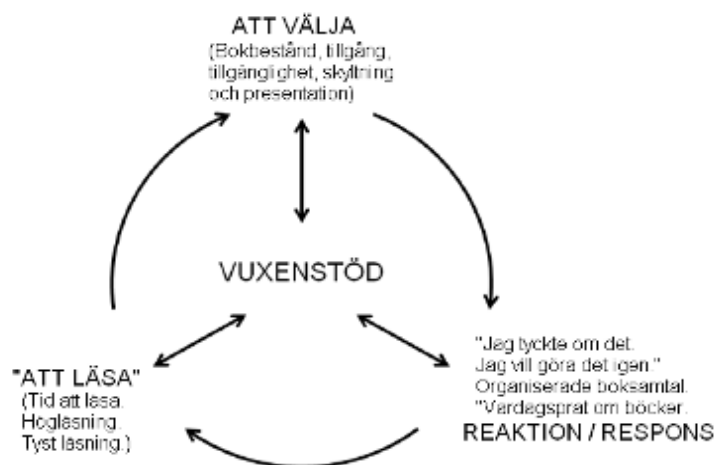 ATT VÄLJA
(Bokbestånd, tillgång,
tillgänglighet, skyltning
och presentation)
VUXENSTÖD
"ATT LÄSA"
(Tid att läsa.
Högläsning.
Tyst läsning.)
"Jag tyckte om det.
Jag vill göra det igen."
Organiserade boksamtal.
"Vardagsprat om böcker.
REAKTION / RESPONS